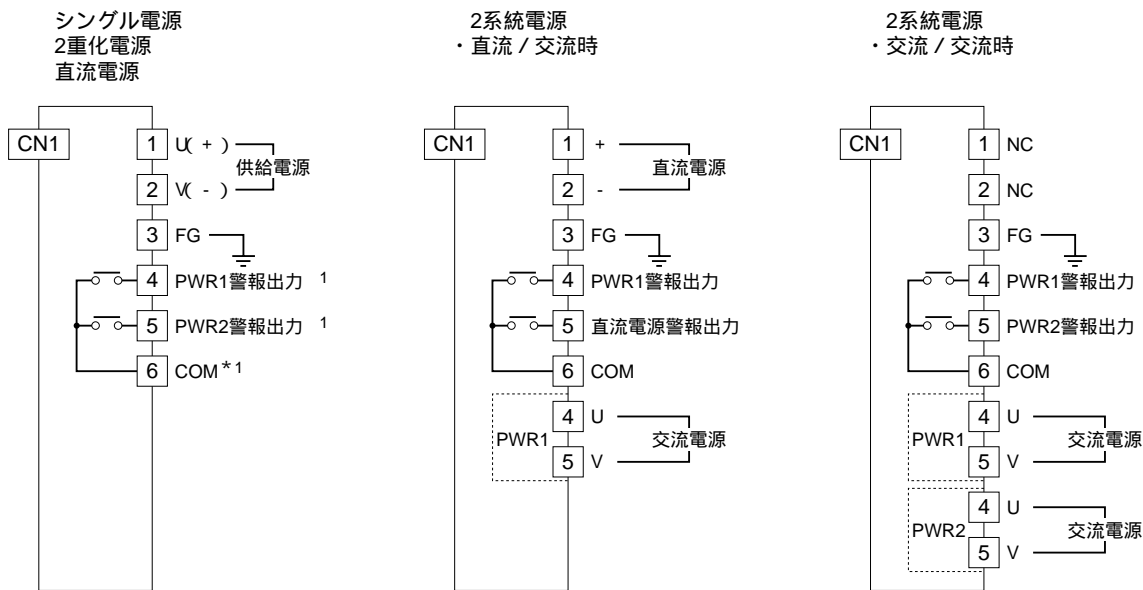 シングル電源
2重化電源
直流電源
CN1
1 U( + )
供給電源
2 V( - )
3 FG
4 PWR1警報出力 1
5 PWR2警報出力 1
6 COM*1
2系統電源
・直流 / 交流時
CN1
1 +
直流電源
2 -
3 FG
4 PWR1警報出力
5 直流電源警報出力
6 COM
PWR1
4 U
交流電源
5 V
2系統電源
・交流 / 交流時
CN1
1 NC
2 NC
3 FG
4 PWR1警報出力
5 PWR2警報出力
6 COM
PWR1
4 U
交流電源
5 V
PWR2
4 U
交流電源
5 V